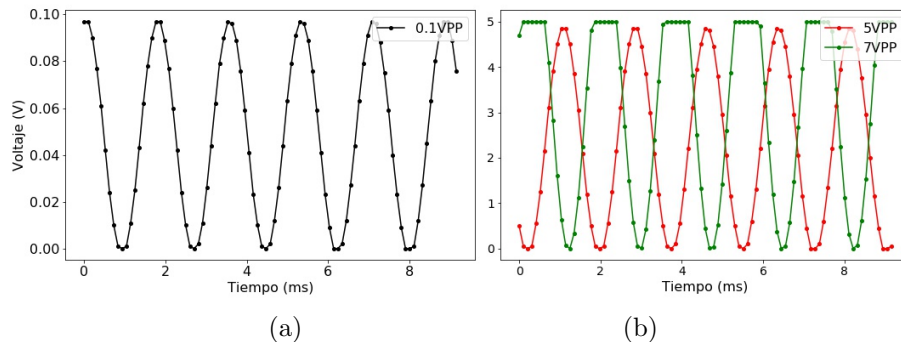 0.10
0.08
0.06
0.04
0.02
0.00
Voltaje (V)
0.1VPP
0 2 4 6 8
Tiempo (ms)
(a)
5
4
3
2
1
0
5VPP
7VPP
0 2 4 6 8
Tiempo (ms)
(b)